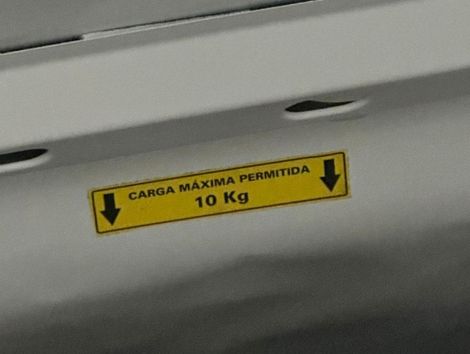 CARGA MÁXIMA PERMITIDA
10 Kg